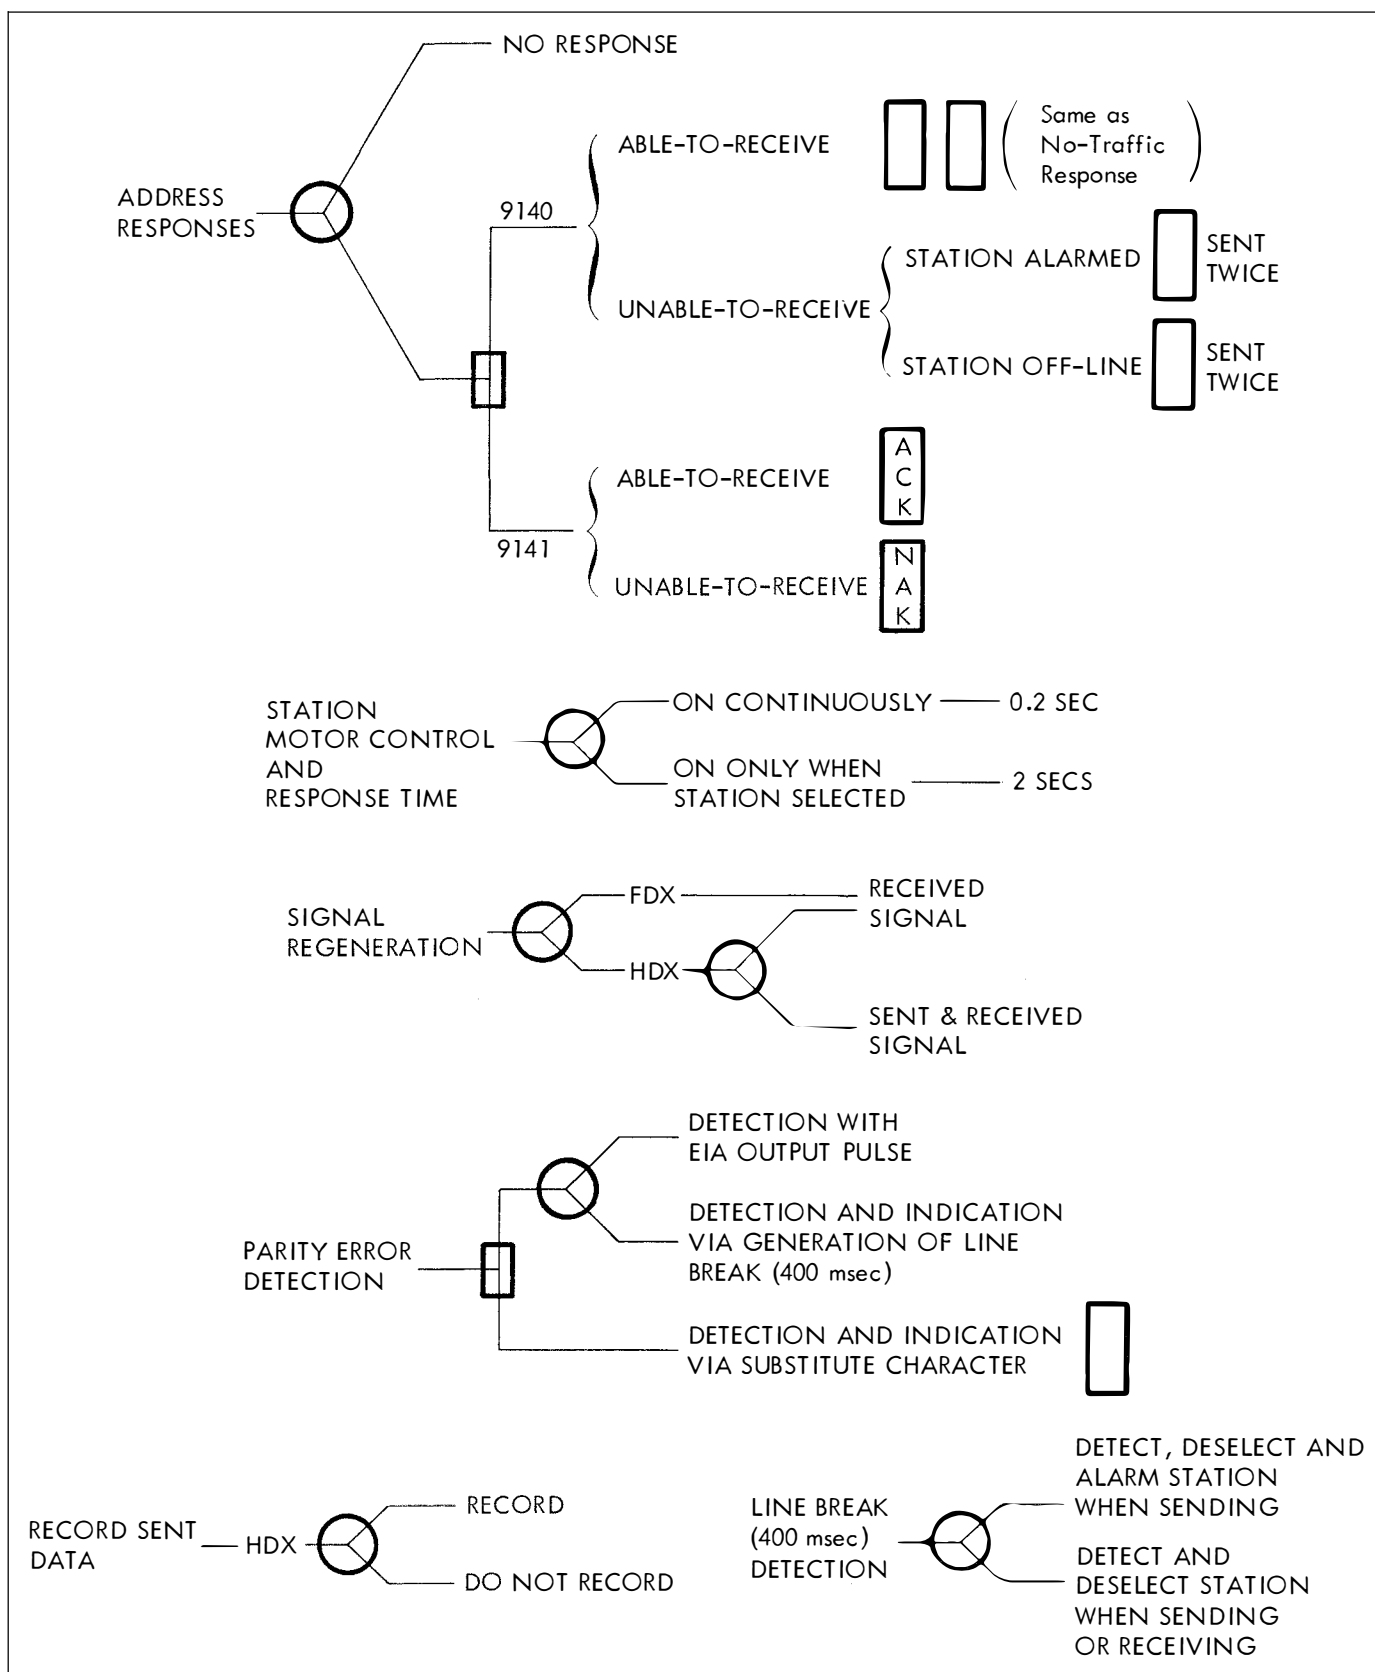 NO RESPONSE
ADDRESS
RESPONSES
9140
ABLE-TO-RECEIVE
Same as
No-Traffic
Response
UNABLE-TO-RECEIVE
STATION ALARMED
SENT
TWICE
STATION OFF-LINE
SENT
TWICE
9141
ABLE-TO-RECEIVE
A
C
K
UNABLE-TO-RECEIVE
N
A
K
STATION
MOTOR CONTROL
AND
RESPONSE TIME
ON CONTINUOUSLY
0.2 SEC
ON ONLY WHEN
STATION SELECTED
2 SECS
SIGNAL
REGENERATION
FDX
RECEIVED
SIGNAL
HDX
SENT & RECEIVED
SIGNAL
PARITY ERROR
DETECTION
DETECTION WITH
EIA OUTPUT PULSE
DETECTION AND INDICATION
VIA GENERATION OF LINE
BREAK (400 msec)
DETECTION AND INDICATION
VIA SUBSTITUTE CHARACTER
RECORD SENT
DATA
HDX
RECORD
DO NOT RECORD
LINE BREAK
(400 msec)
DETECTION
DETECT, DESELECT AND
ALARM STATION
WHEN SENDING
DETECT AND
DESELECT STATION
WHEN SENDING
OR RECEIVING